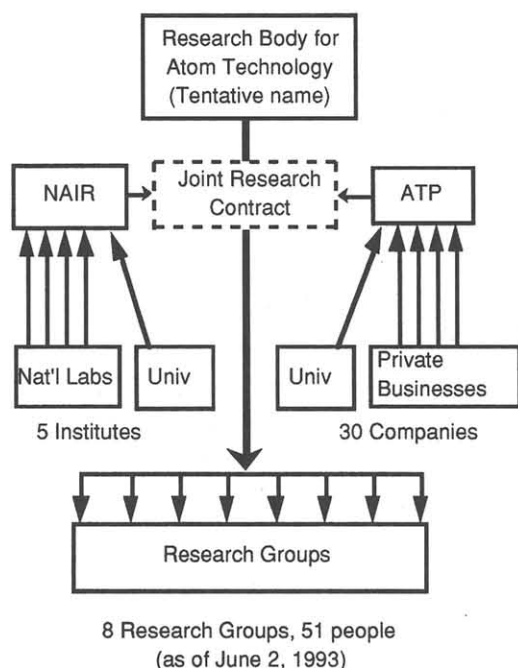 Research Body for
Atom Technology
(Tentative name)
NAIR
Joint Research
Contract
ATP
Nat'l Labs
Univ
Univ
Private
Businesses
5 Institutes
30 Companies
Research Groups
8 Research Groups, 51 people
(as of June 2, 1993)